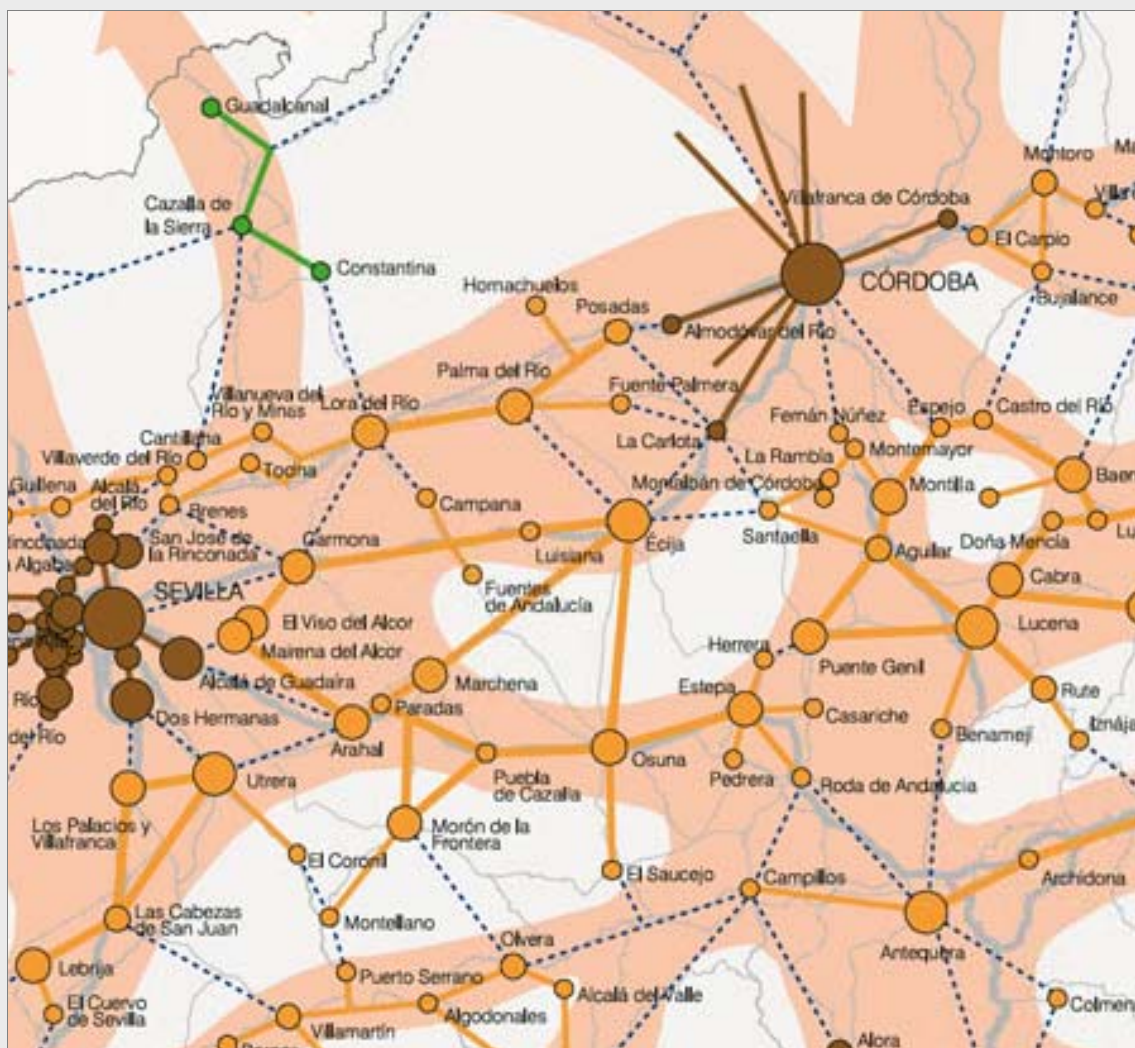 Guadalcanal
Cazalla de
la Sierra
Constantina
Montoro
Villafranca de Córdoba
El Carpio
CÓRDOBA
Bujalance
Hornachuelos
Posadas
Almodóvar del Río
Palma del Río
Fuente Palmera
Villanueva del
Río y Minas
Lora del Río
Fernán Núñez
Espejo
Castro del Río
Cantillana
La Carlota
Montemayor
Villaverde del Río
Tocina
La Rambla
Guillena
Alcalá
del Río
Montalbán de Córdoba
Montilla
Brenes
Campana
San José de
la Rinconada
Carmona
Luisiana
Écija
Santaella
Aguilar
Doña Mencía
SEVILLA
Fuentes
de Andalucía
Cabra
El Viso del Alcor
Lucena
Mairena del Alcor
Herrera
Puente Genil
Alcalá de Guadaíra
Marchena
Estepa
Rute
Dos Hermanas
Paradas
Casariche
Benamejí
del Río
Arahal
Osuna
Pedrera
Utrera
Puebla
de Cazalla
Roda de Andalucía
Los Palacios y
Villafranca
Morón de la
Frontera
El Coronil
El Saucejo
Campillos
Archidona
Las Cabezas
de San Juan
Montellano
Olvera
Antequera
Lebrija
Puerto Serrano
El Cuervo
de Sevilla
Alcalá del Valle
Algodonales
Villamartín
Alora